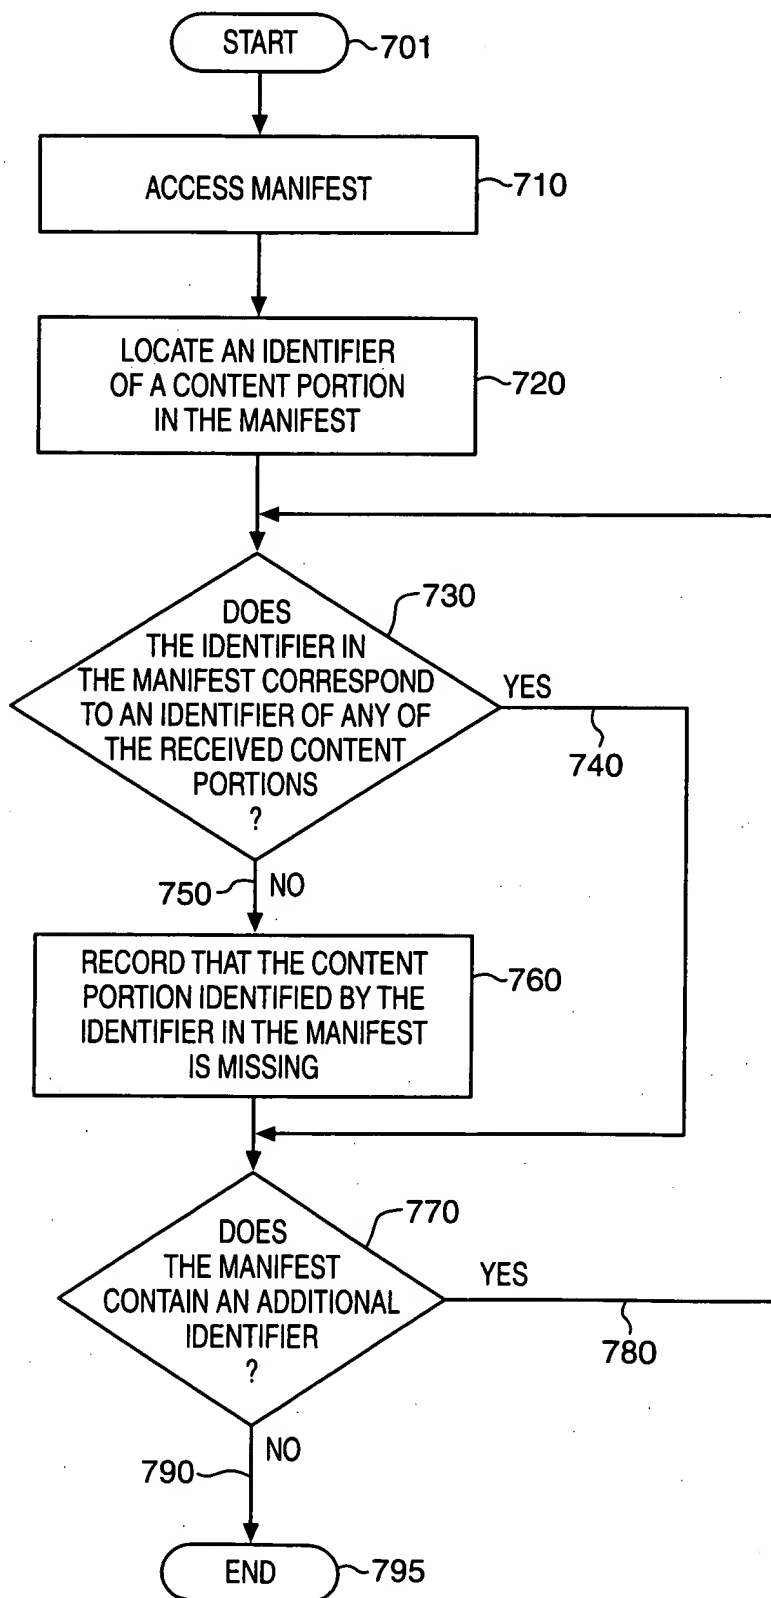 START
701
ACCESS MANIFEST
710
LOCATE AN IDENTIFIER
OF A CONTENT PORTION
IN THE MANIFEST
720
730
DOES
THE IDENTIFIER IN
THE MANIFEST CORRESPOND
TO AN IDENTIFIER OF ANY OF
THE RECEIVED CONTENT
PORTIONS
?
YES
740
750
NO
RECORD THAT THE CONTENT
PORTION IDENTIFIED BY THE
IDENTIFIER IN THE MANIFEST
IS MISSING
760
770
DOES
THE MANIFEST
CONTAIN AN ADDITIONAL
IDENTIFIER
?
YES
780
NO
790
END
795